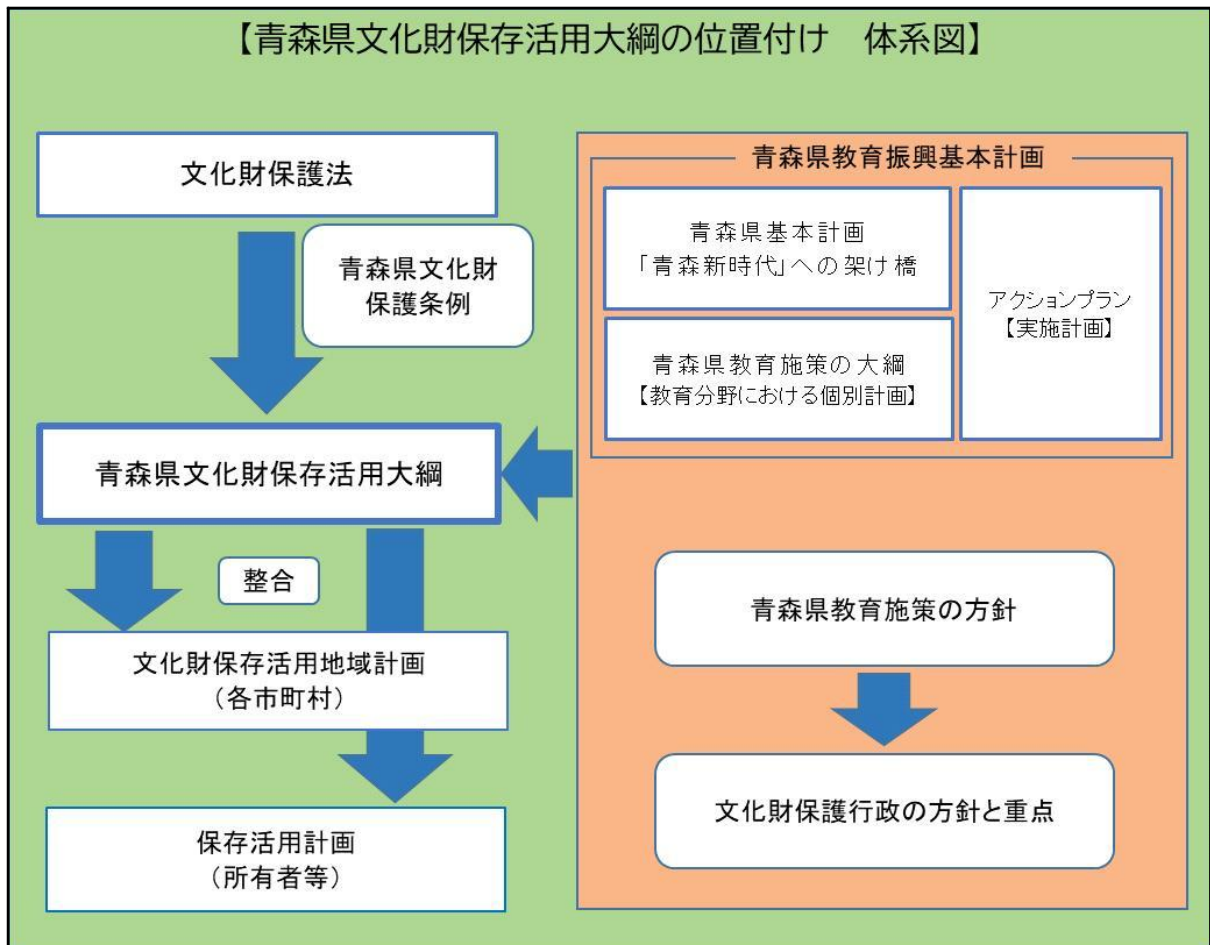 【青森県文化財保存活用大綱の位置付け　体系図】
文化財保護法
青森県文化財
保護条例
青森県文化財保存活用大綱
整合
文化財保存活用地域計画
（各市町村）
保存活用計画
（所有者等）
青森県教育振興基本計画
青森県基本計画
「青森新時代」への架け橋
青森県教育施策の大綱
【教育分野における個別計画】
アクションプラン
【実施計画】
青森県教育施策の方針
文化財保護行政の方針と重点